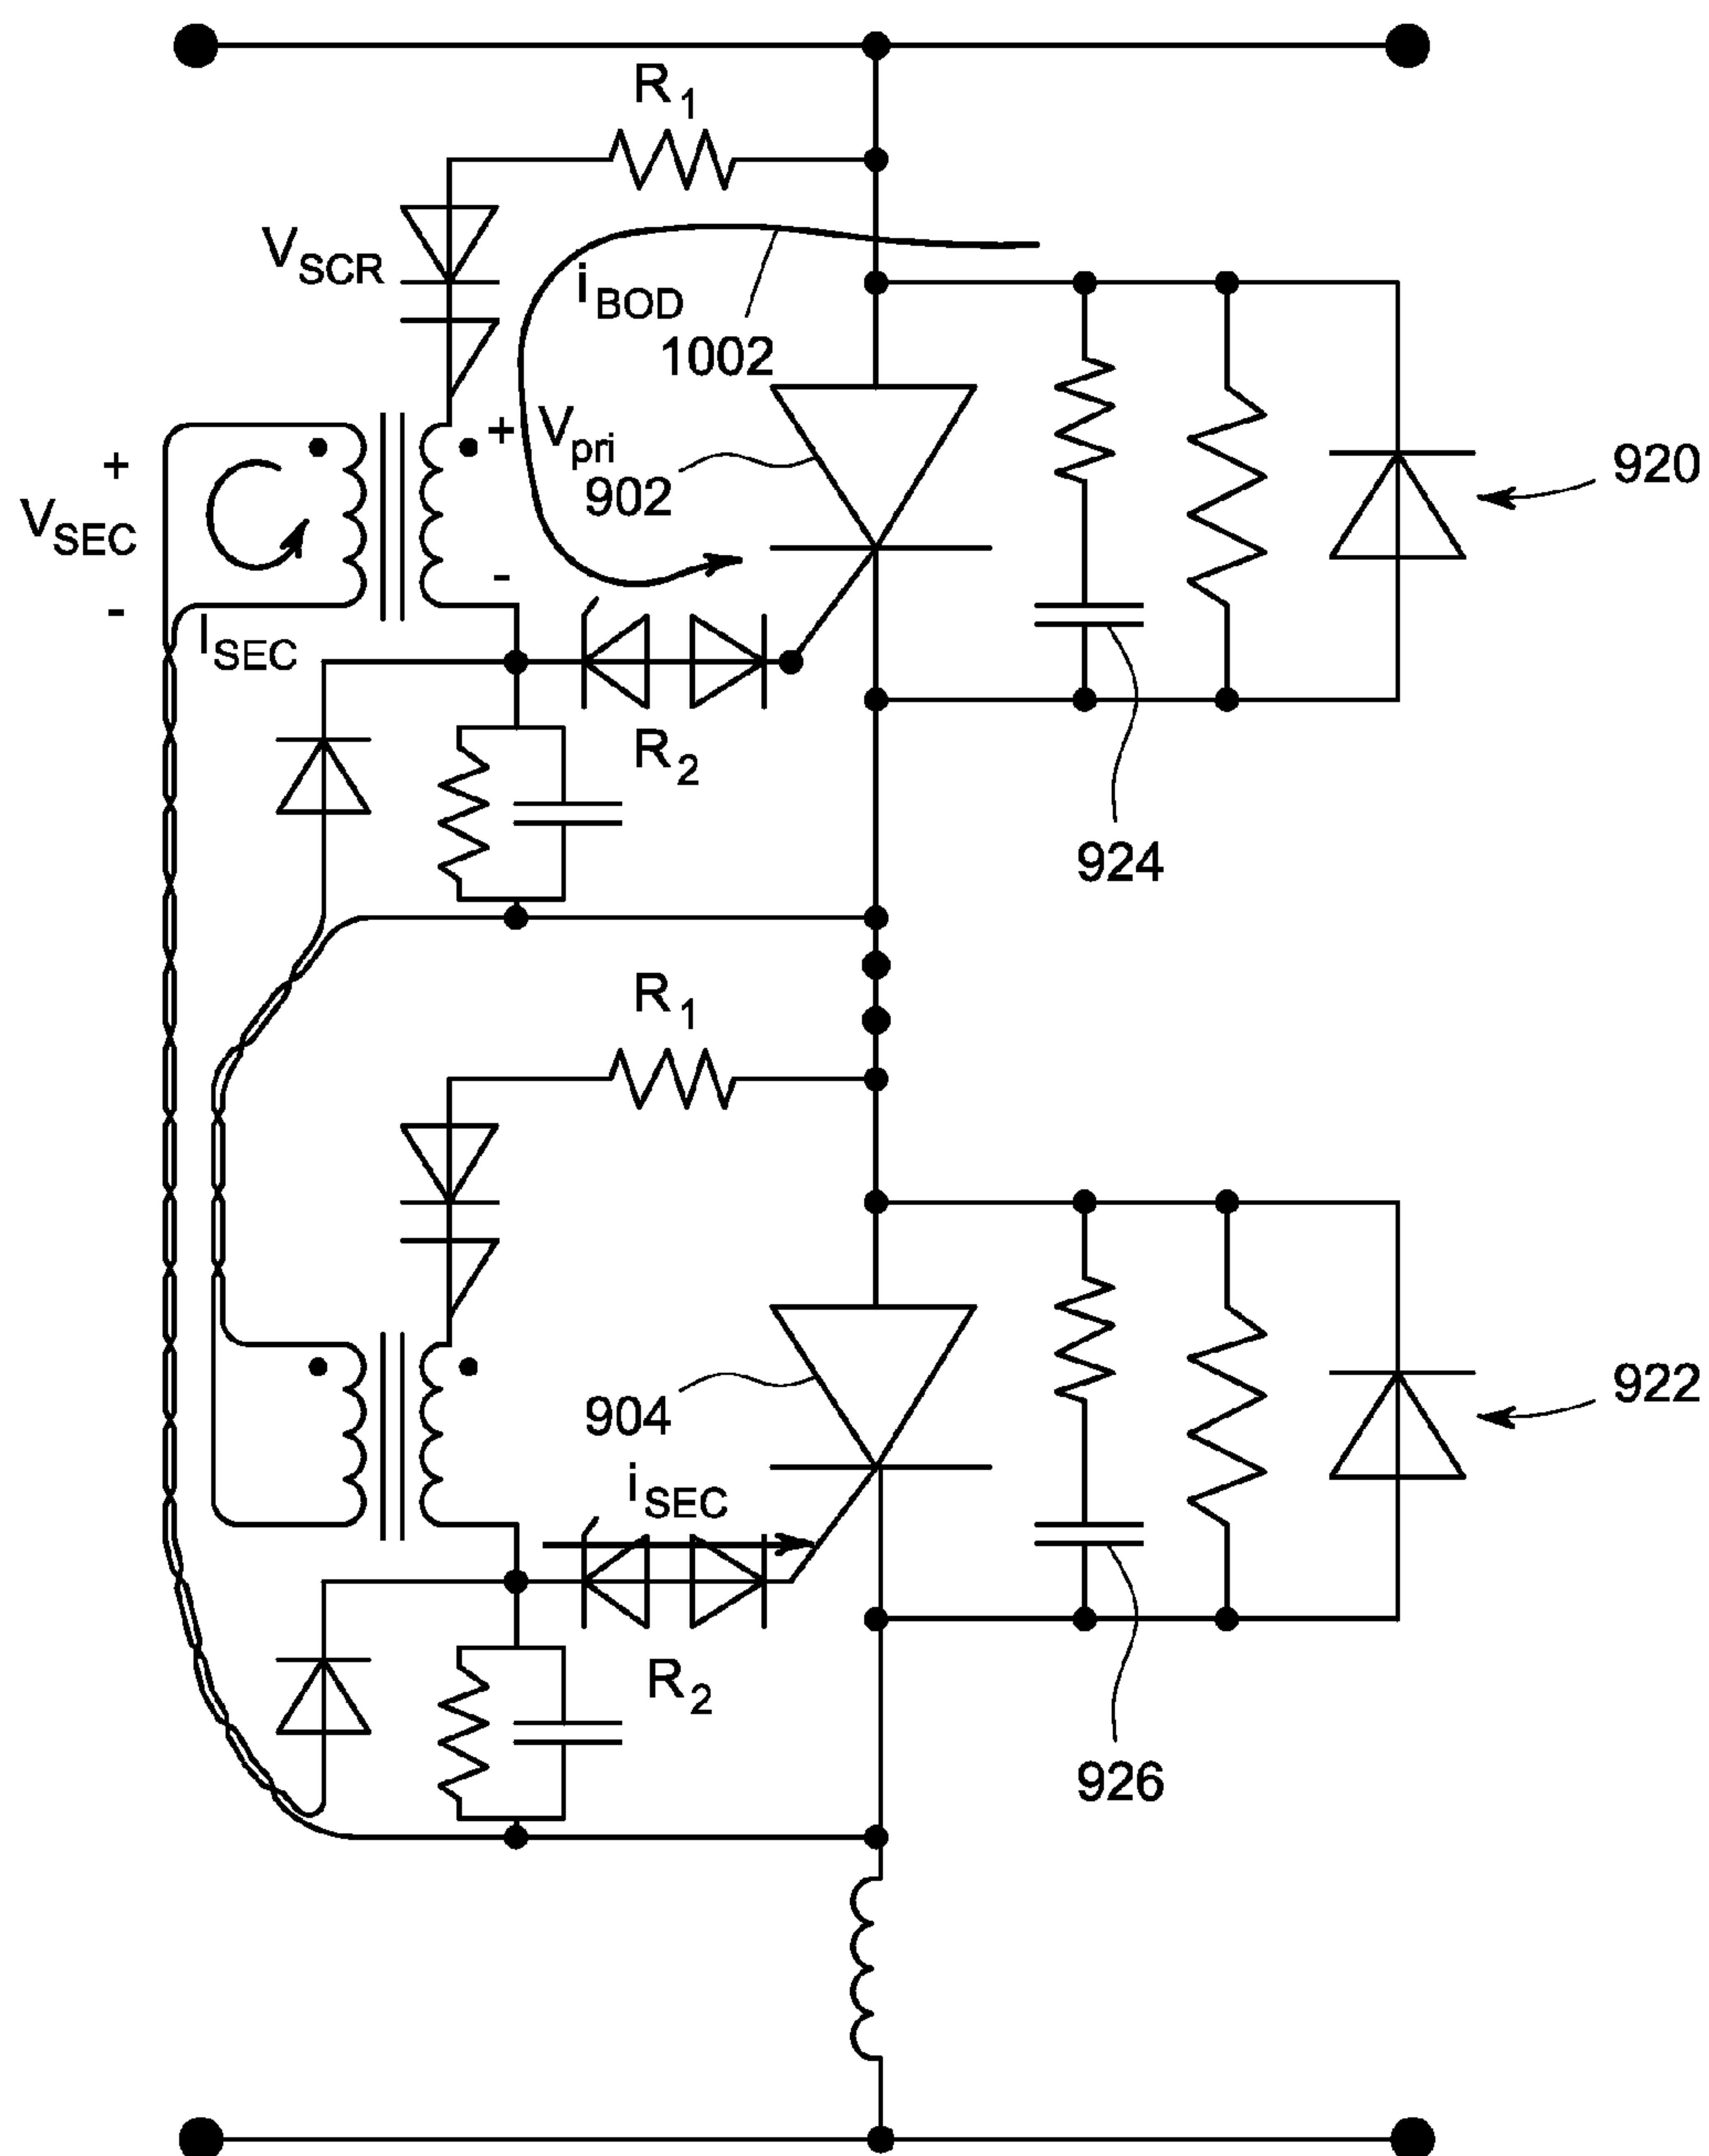 R1
VSCR
iBOD
1002
+ Vpri
+
902
920
VSEC
-
-
ISEC
R2
924
R1
904
922
iSEC
R2
926